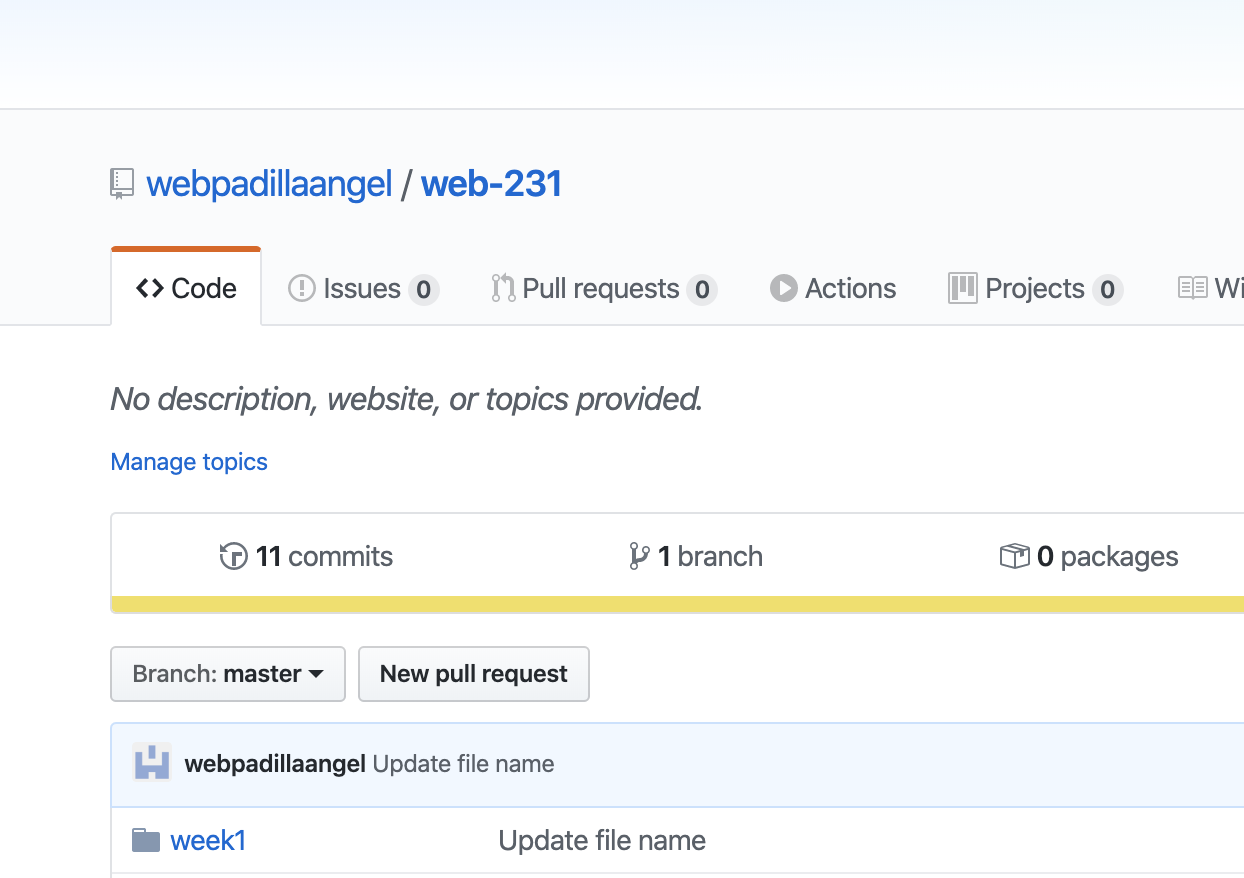 webpadillaangel / web-231
Code Issues 0 Pull requests 0 Actions Projects 0
No description, website, or topics provided.
Manage topics
11 commits 1 branch 0 packages
Branch: master New pull request
webpadillaangel Update file name
week1 Update file name